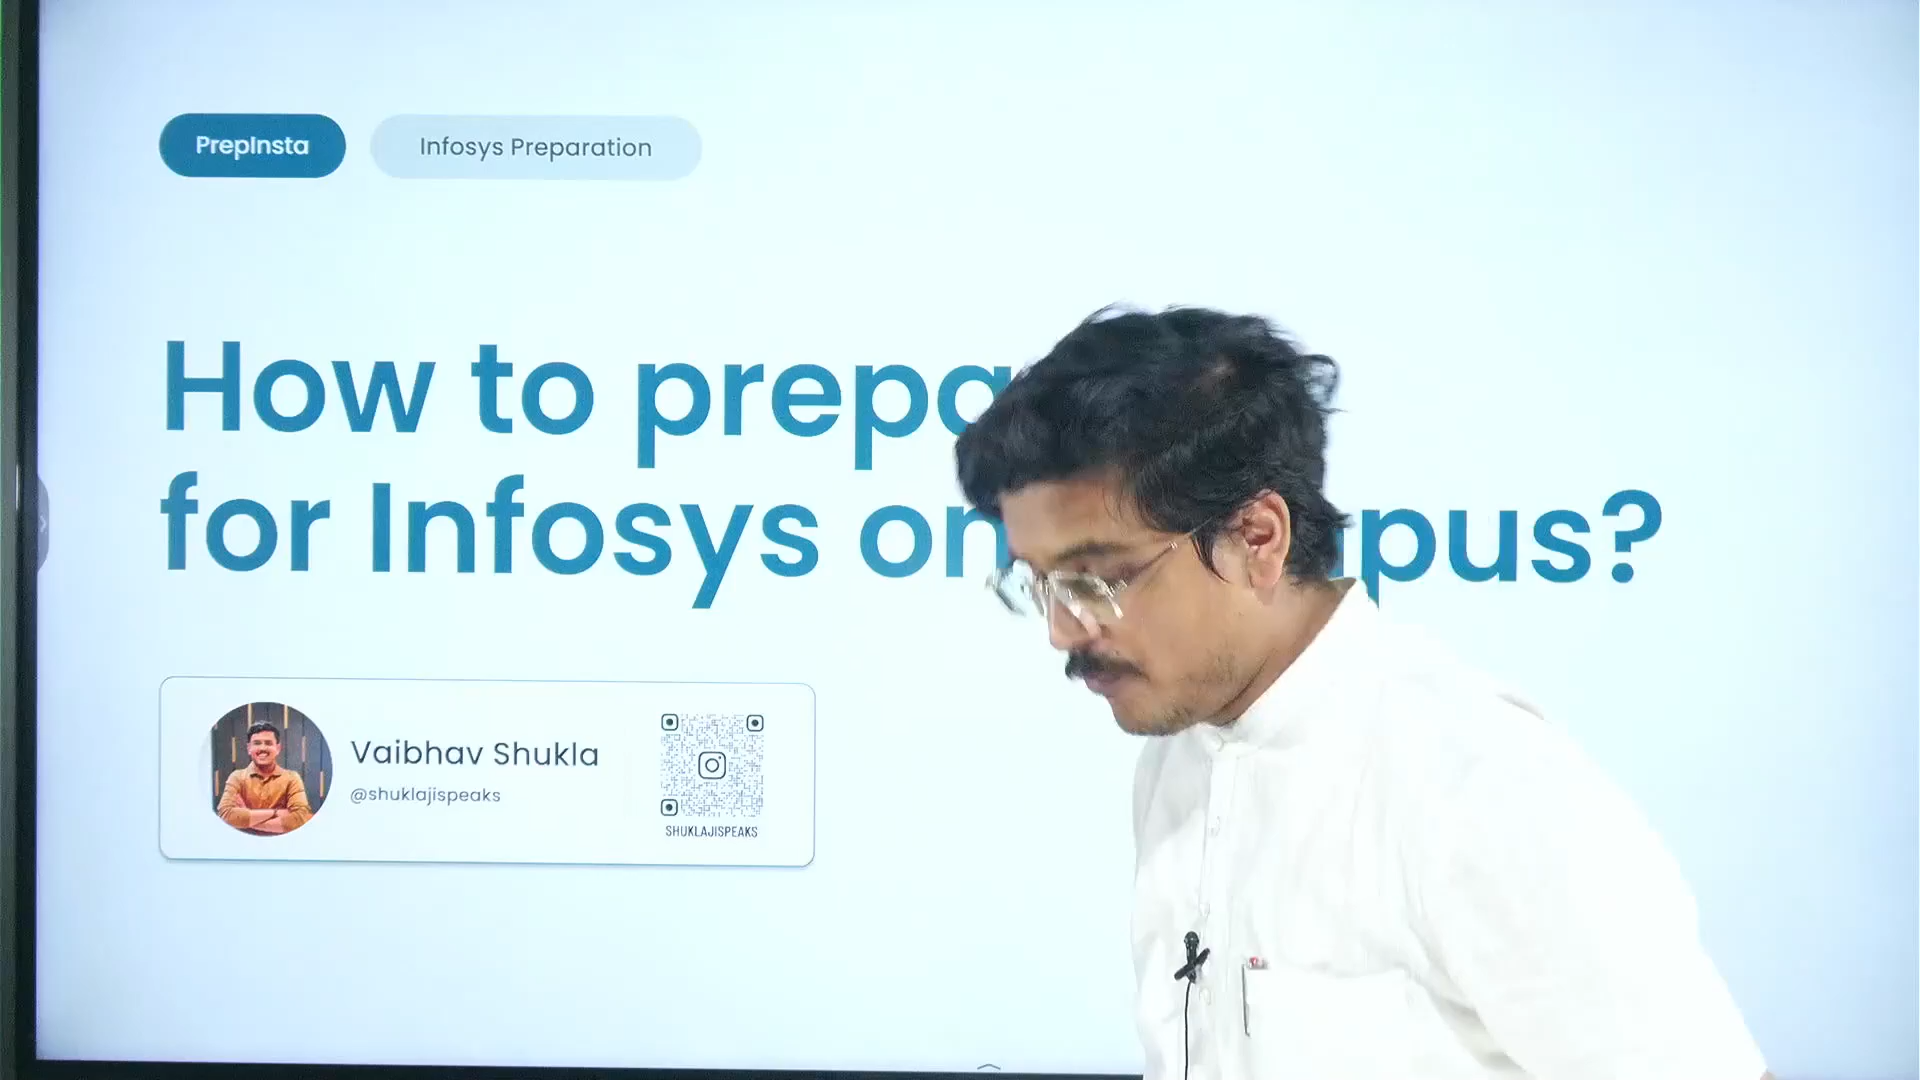 PrepInsta
Infosys Preparation
How to prepa
for Infosys on pus?
Vaibhav Shukla
@shuklajispeaks
SHUKLAJISPEAKS